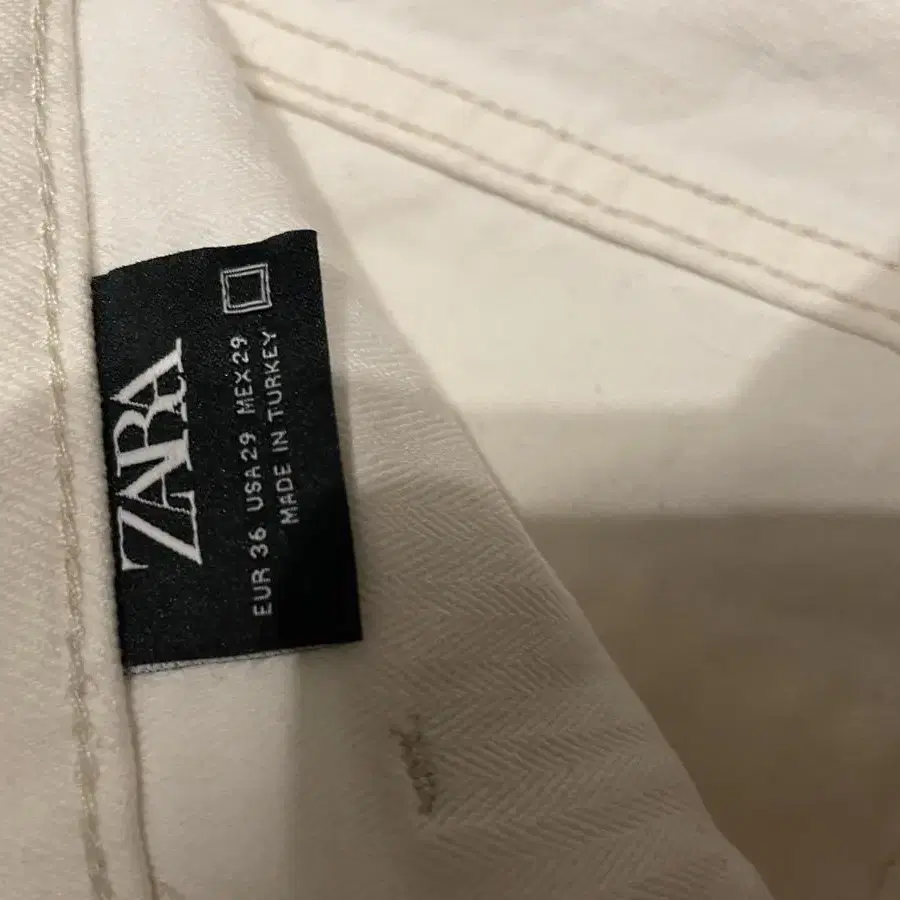 ZARA
EUR 36 USA 29 MEX 29
MADE IN TURKEY